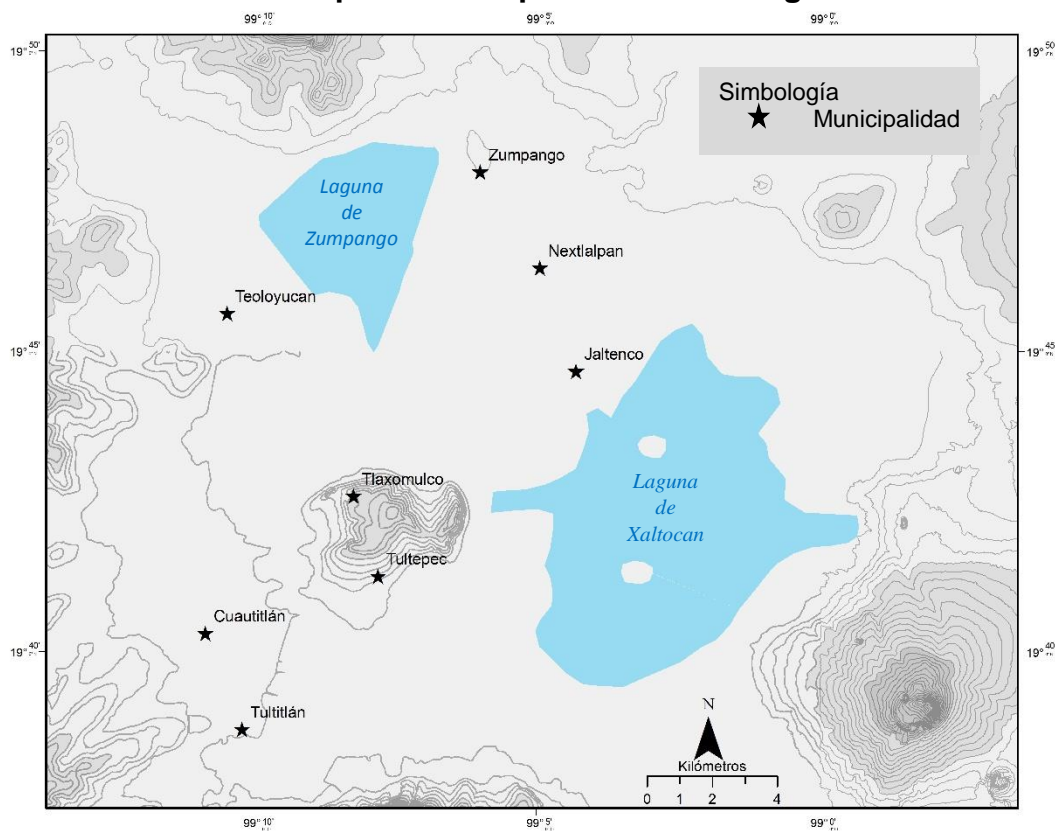 99° 10'
99° 5'
99° 0'
19° 50'
19° 50'
Simbología
Municipalidad
Zumpango
Laguna
de
Zumpango
Nextlalpan
Teoloyucan
19° 45'
19° 45'
Jaltenco
Tlaxomulco
Laguna
de
Xaltocan
Tultepec
Cuautitlán
19° 40'
19° 40'
Tultitlán
N
Kilómetros
0 1 2 4
99° 10'
99° 5'
99° 0'